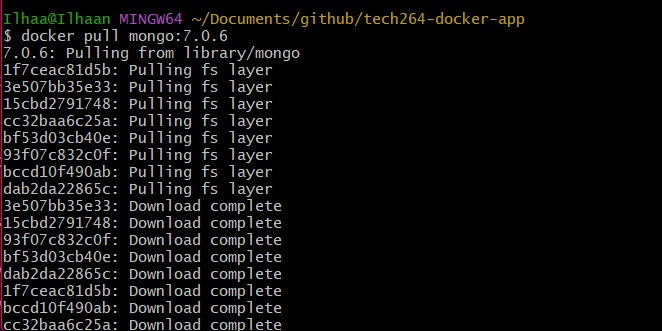 Ilhaa@Ilhaan MINGW64 ~/Documents/github/tech264-docker-app
$ docker pull mongo:7.0.6
7.0.6: Pulling from library/mongo
1f7ceac81d5b: Pulling fs layer
3e507bb35e33: Pulling fs layer
15cbd2791748: Pulling fs layer
cc32baa6c25a: Pulling fs layer
bf53d03cb40e: Pulling fs layer
93f07c832c0f: Pulling fs layer
bccd10f490ab: Pulling fs layer
dab2da22865c: Pulling fs layer
3e507bb35e33: Download complete
15cbd2791748: Download complete
93f07c832c0f: Download complete
bf53d03cb40e: Download complete
dab2da22865c: Download complete
1f7ceac81d5b: Download complete
bccd10f490ab: Download complete
cc32baa6c25a: Download complete